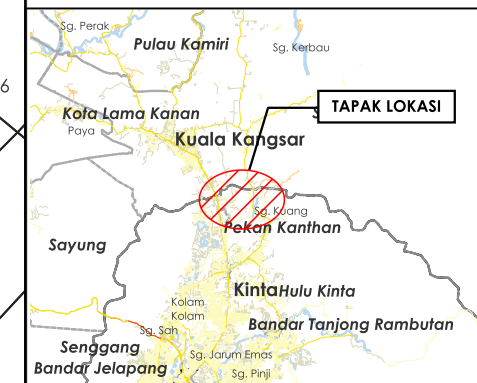 Sg. Perak
Pulau Kamiri
Sg. Kerbau
6
TAPAK LOKASI
Kota Lama Kanan
S
Paya
Kuala Kangsar
Sg. Kuang
Pekan Kanthan
Sayung
Kinta
Hulu Kinta
Kolam
Kolam
Bandar Tanjong Rambutan
Sg. Sah
Senggang
Sg. Jarum Emas
Bandar Jelapang
Sg. Pinji